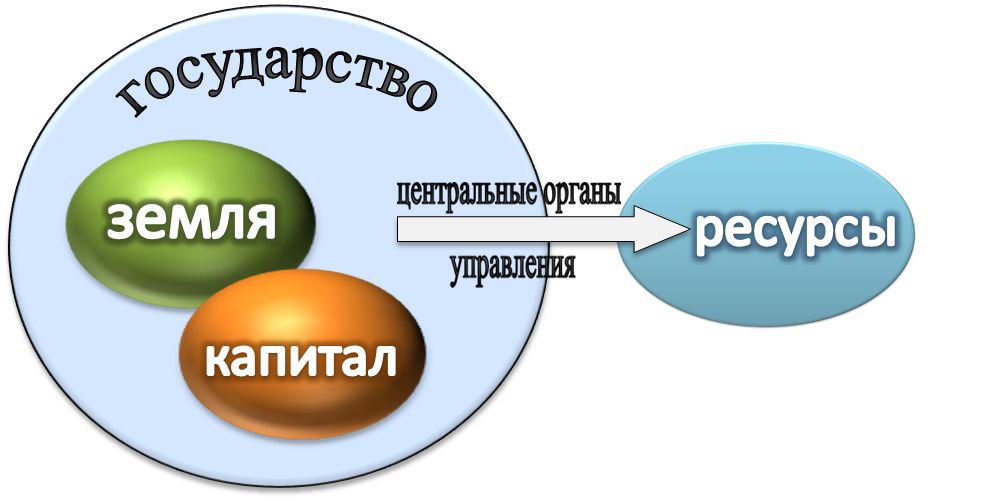 государство
земля
капитал
центральные органы
управления
ресурсы